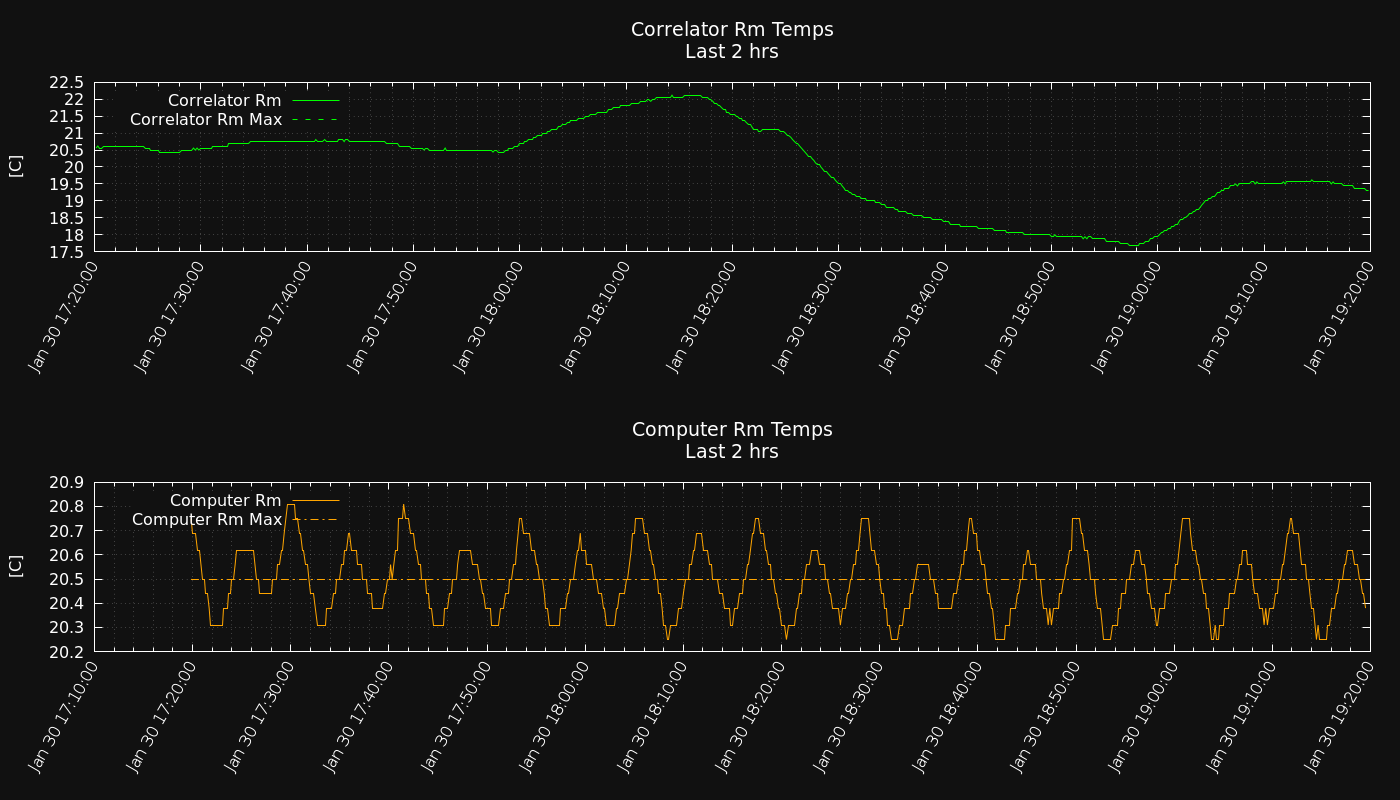 Correlator Rm Temps
Last 2 hrs
22.5
22
21.5
21
20.5
20
19.5
19
18.5
18
17.5
[C]
Correlator Rm
Correlator Rm Max
Jan 30 17:20:00
Jan 30 17:30:00
Jan 30 17:40:00
Jan 30 17:50:00
Jan 30 18:00:00
Jan 30 18:10:00
Jan 30 18:20:00
Jan 30 18:30:00
Jan 30 18:40:00
Jan 30 18:50:00
Jan 30 19:00:00
Jan 30 19:10:00
Jan 30 19:20:00
Computer Rm Temps
Last 2 hrs
20.9
20.8
20.7
20.6
20.5
20.4
20.3
20.2
[C]
Computer Rm
Computer Rm Max
Jan 30 17:10:00
Jan 30 17:20:00
Jan 30 17:30:00
Jan 30 17:40:00
Jan 30 17:50:00
Jan 30 18:00:00
Jan 30 18:10:00
Jan 30 18:20:00
Jan 30 18:30:00
Jan 30 18:40:00
Jan 30 18:50:00
Jan 30 19:00:00
Jan 30 19:10:00
Jan 30 19:20:00